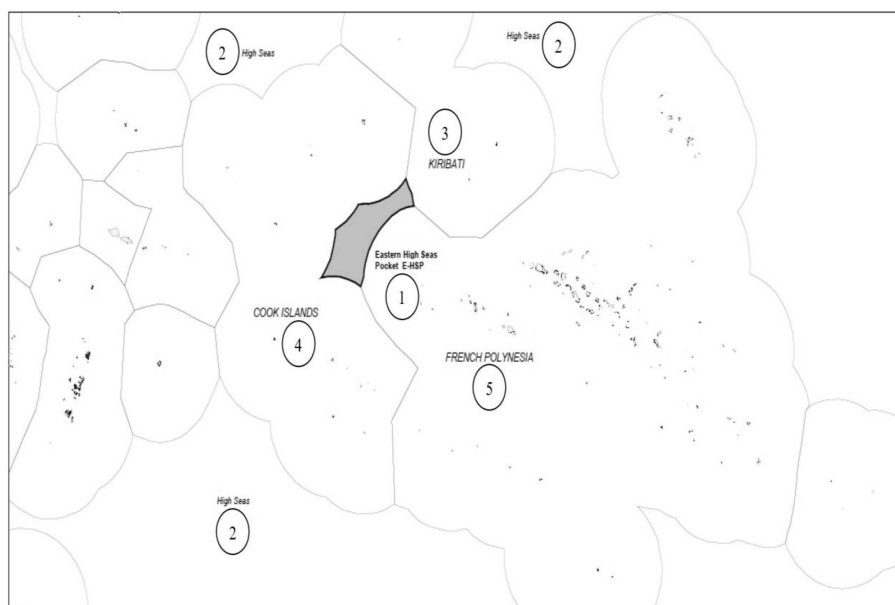 2
High Seas
High Seas
2
3
KIRIBATI
Eastern High Seas
Pocket E-HSP
1
COOK ISLANDS
4
FRENCH POLYNESIA
5
High Seas
2